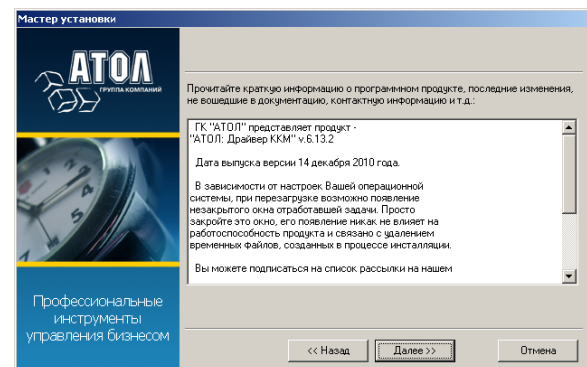 Мастер установки
АТОЛ
ГРУППА КОМПАНИЙ
Прочитайте краткую информацию о программном продукте, последние изменения,
не вошедшие в документацию, контактную информацию и т.д.:
ГК "АТОЛ" представляет продукт -
"АТОЛ: Драйвер ККМ" v.6.13.2
Дата выпуска версии 14 декабря 2010 года.
В зависимости от настроек Вашей операционной
системы, при перезагрузке возможно появление
незакрытого окна отработавшей задачи. Просто
закройте это окно, его появление никак не влияет на
работоспособность продукта и связано с удалением
временных файлов, созданных в процессе инсталляции.
Вы можете подписаться на список рассылки на нашем
Профессиональные
инструменты
управления бизнесом
<< Назад
Далее >>
Отмена